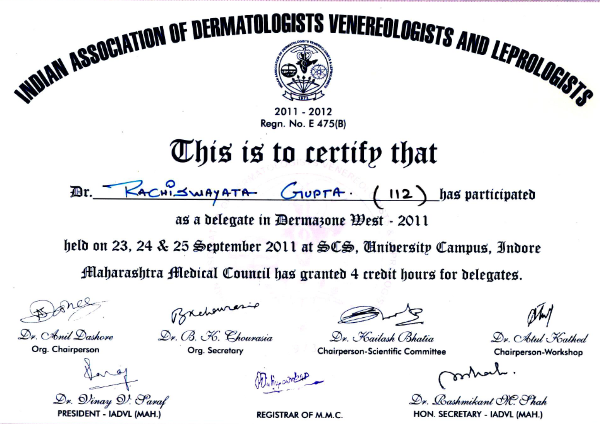 INDIAN ASSOCIATION OF DERMATOLOGISTS VENEREOLOGISTS AND LEPROLOGISTS
2011 - 2012
Regn. No. E 475(B)
This is to certify that
Dr. RACHISWAYATA GUPTA. (112) has participated
as a delegate in Dermazone West - 2011
held on 23, 24 & 25 September 2011 at SCS, University Campus, Indore
Maharashtra Medical Council has granted 4 credit hours for delegates.
Dr. Anil Dashore Dr. B. K. Chourasia Dr. Kailash Bhatia Dr. Atul Kathed
Org. Chairperson Org. Secretary Chairperson-Scientific Committee Chairperson-Workshop
Dr. Vinay V. Saraf Dr. Rashmikant M. Shah
PRESIDENT - IADVL (MAH.) REGISTRAR OF M.M.C. HON. SECRETARY - IADVL (MAH.)